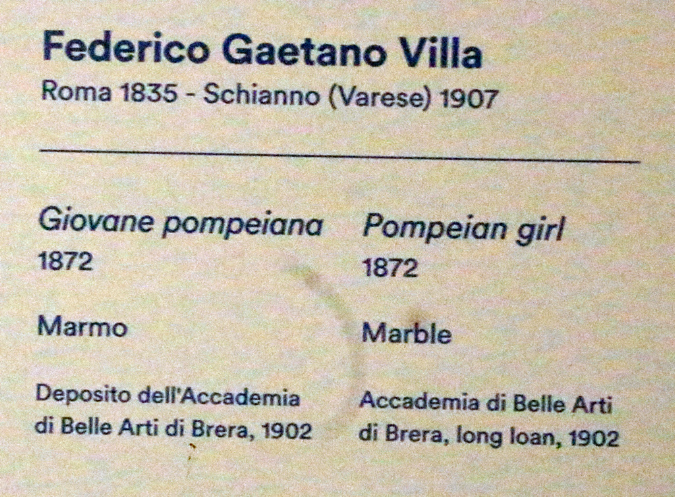 Federico Gaetano Villa
Roma 1835 - Schianno (Varese) 1907
Giovane pompeiana
1872
Marmo
Deposito dell'Accademia
di Belle Arti di Brera, 1902
Pompeian girl
1872
Marble
Accademia di Belle Arti
di Brera, long loan, 1902